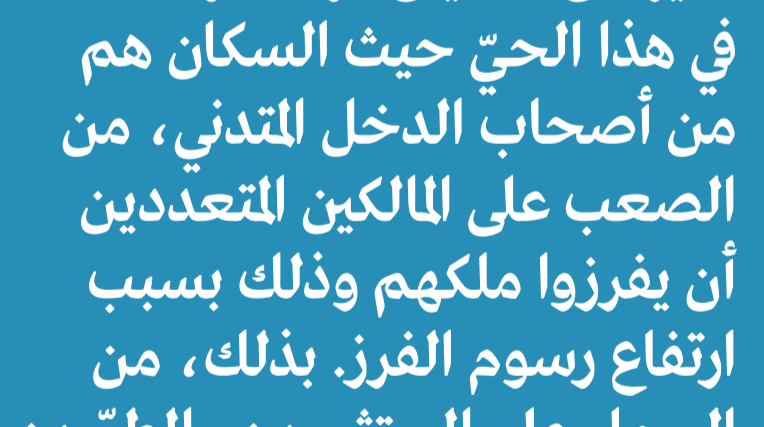 في هذا الحيّ حيث السكان هم
من أصحاب الدخل المتدني، من
الصعب على المالكين المتعددين
أن يفرزوا ملكهم وذلك بسبب
ارتفاع رسوم الفرز. بذلك، من